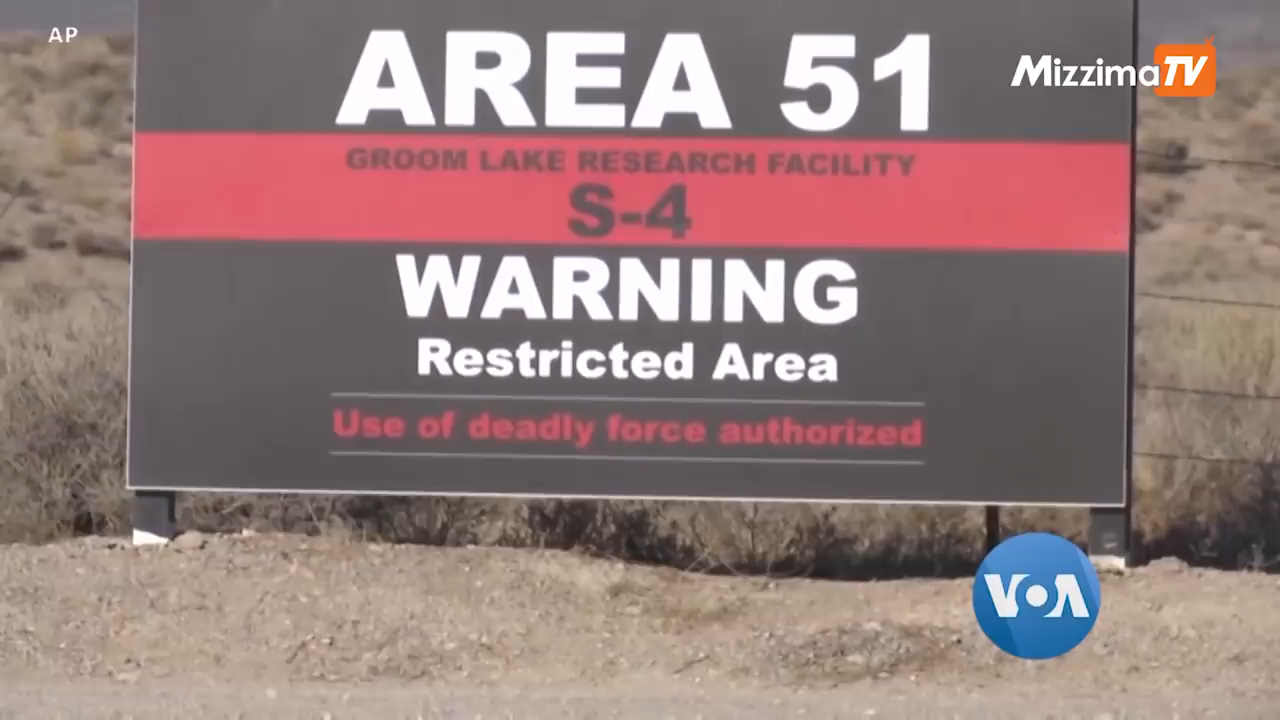 AP
MizzimaTV
AREA 51
GROOM LAKE RESEARCH FACILITY
S-4
WARNING
Restricted Area
Use of deadly force authorized
VOA